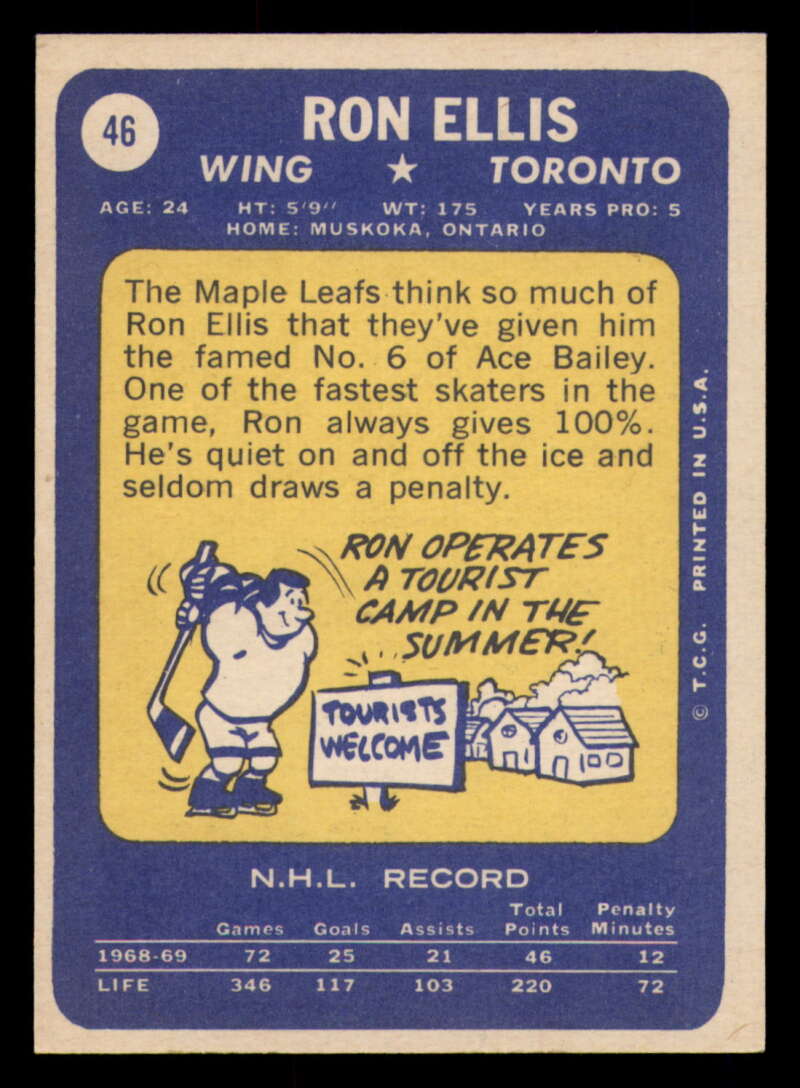 46
RON ELLIS
WING ★ TORONTO
AGE: 24 HT: 5'9" WT: 175 YEARS PRO: 5
HOME: MUSKOKA, ONTARIO
The Maple Leafs think so much of
Ron Ellis that they've given him
the famed No. 6 of Ace Bailey.
One of the fastest skaters in the
game, Ron always gives 100%.
He's quiet on and off the ice and
seldom draws a penalty.
RON OPERATES
A TOURIST
CAMP IN THE
SUMMER!
TOURISTS
WELCOME
© T.C.G. PRINTED IN U.S.A.
N.H.L. RECORD
Total Penalty
Games Goals Assists Points Minutes
1968-69 72 25 21 46 12
LIFE 346 117 103 220 72